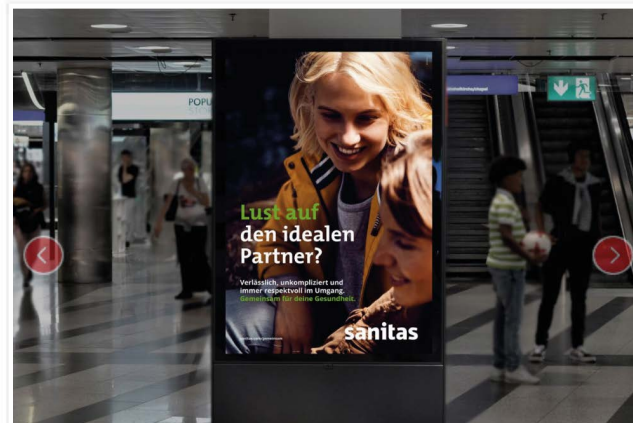 POPU
Lust auf
den idealen
Partner?
Verlässlich, unkompliziert und
immer respektvoll im Umgang.
Gemeinsam für deine Gesundheit.
sanitas